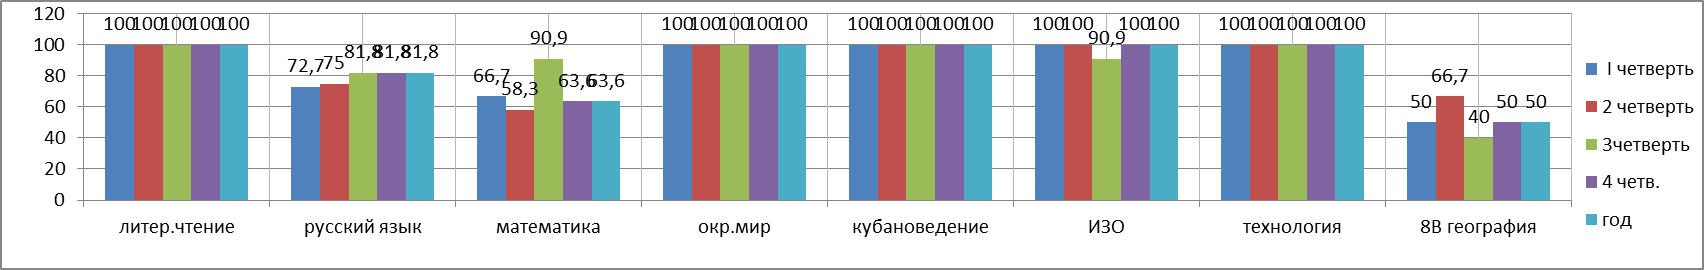 120
100
80
60
40
20
0
100 100 100 100 100
72,7 75 81,8 81,8 81,8
66,7 58,3 90,9 63,6 63,6
100 100 100 100 100
100 100 100 100 100
100 100 90,9 100 100
100 100 100 100 100
50 66,7 40 50 50
литер.чтение
русский язык
математика
окр.мир
кубановедение
ИЗО
технология
8В география
I четверть
2 четверть
3четверть
4 четв.
год